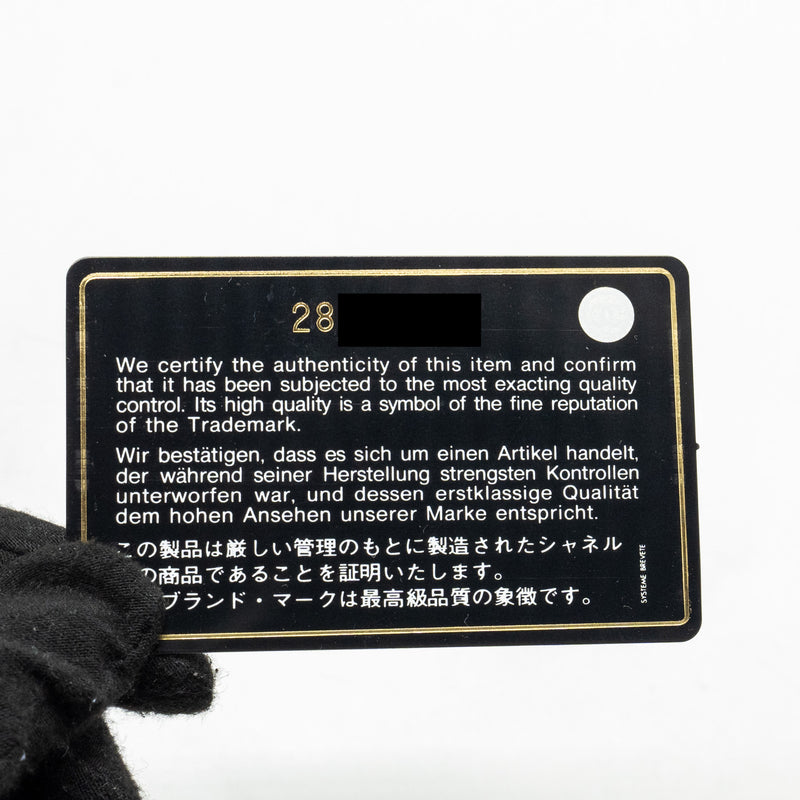 28
We certify the authenticity of this item and confirm
that it has been subjected to the most exacting quality
control. Its high quality is a symbol of the fine reputation
of the Trademark.
Wir bestätigen, dass es sich um einen Artikel handelt,
der während seiner Herstellung strengsten Kontrollen
unterworfen war, und dessen erstklassige Qualität
dem hohen Ansehen unserer Marke entspricht.
この製品は厳しい管理のもとに製造されたシャネル
の商品であることを証明いたします。
ブランド・マークは最高級品質の象徴です。
SYSTEME BREVETE